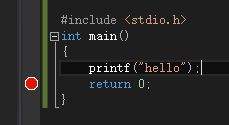 #include <stdio.h>
int main()
{
    printf("hello");
    return 0;
}